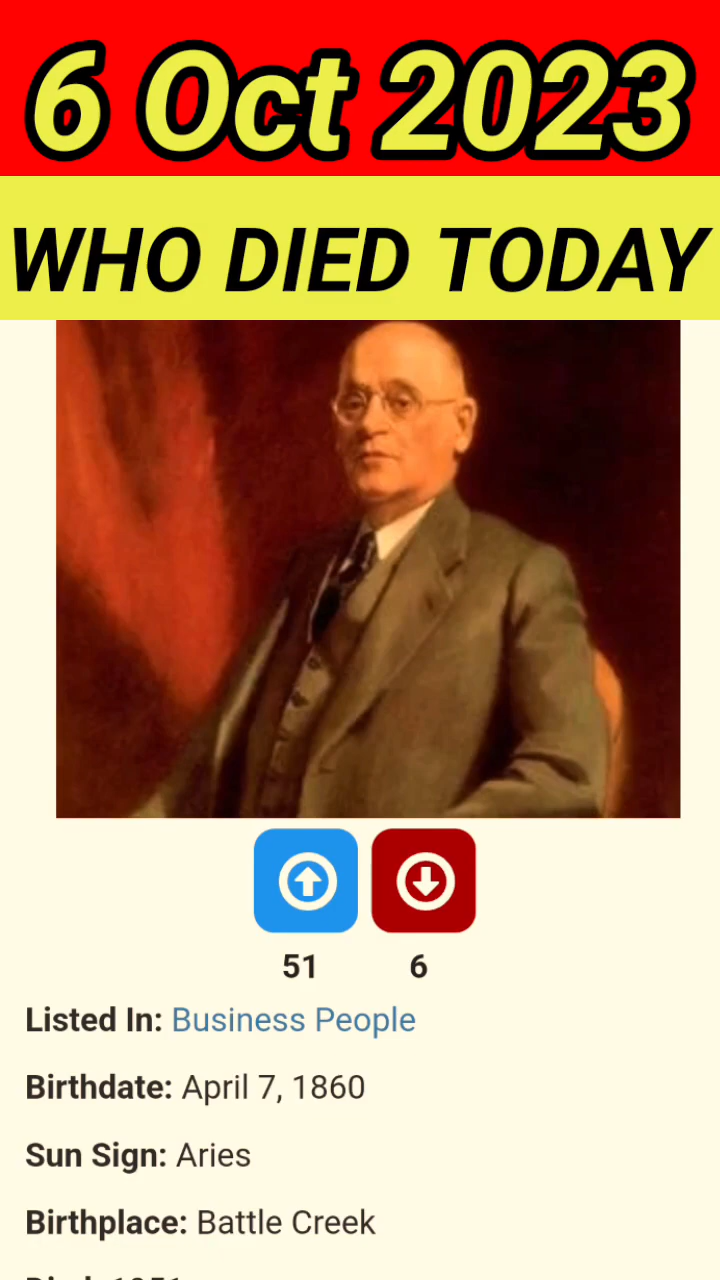 6 Oct 2023
WHO DIED TODAY
51 6
Listed In: Business People
Birthdate: April 7, 1860
Sun Sign: Aries
Birthplace: Battle Creek